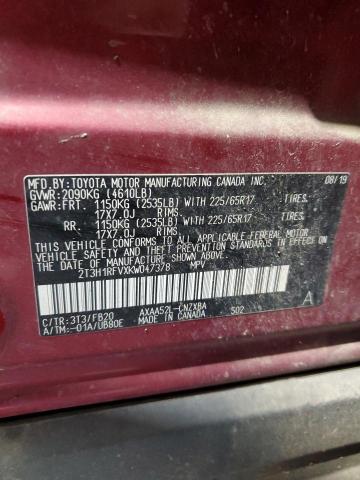 MFD.BY:TOYOTA MOTOR MANUFACTURING CANADA INC. 08/19
GVWR:2090KG (4610LB)
GAWR:FRT. 1150KG (2535LB) WITH 225/65R17 TIRES,
17X7.0J RIMS,
RR. 1150KG (2535LB) WITH 225/65R17 TIRES,
17X7.0J RIMS,
THIS VEHICLE CONFORMS TO ALL APPLICABLE FEDERAL MOTOR
VEHICLE SAFETY, BUMPER, AND THEFT PREVENTION STANDARDS IN EFFECT ON
THE DATE OF MANUFACTURE SHOWN ABOVE.
2T3H1RFVXKW047378 MPV
A
C/TR:3T3/FB20 AXAA52L-CNZXBA 502
A/TM:-01A/UB80E MADE IN CANADA